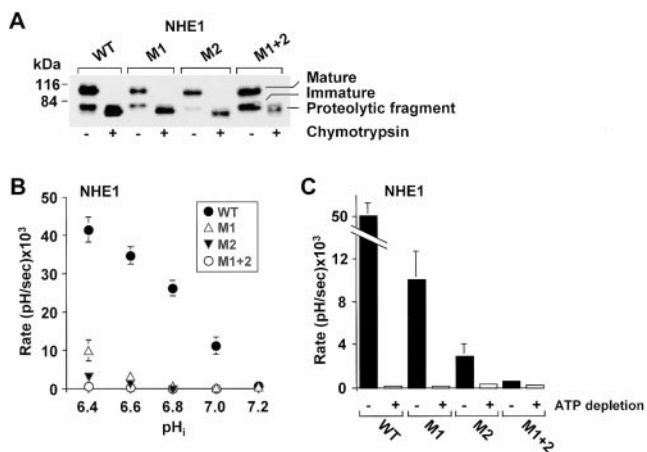 A
NHE1
kDa
WT M1 M2 M1+2
116
84
Mature
Immature
Proteolytic fragment
- + - + - + - + Chymotrypsin
B
NHE1
Rate (pH/sec)x10³
50
40
30
20
10
0
WT
M1
M2
M1+2
6.4 6.6 6.8 7.0 7.2
pHi
C
NHE1
Rate (pH/sec)x10³
50
12
8
4
0
- + - + - + - + ATP depletion
WT M1 M2 M1+2